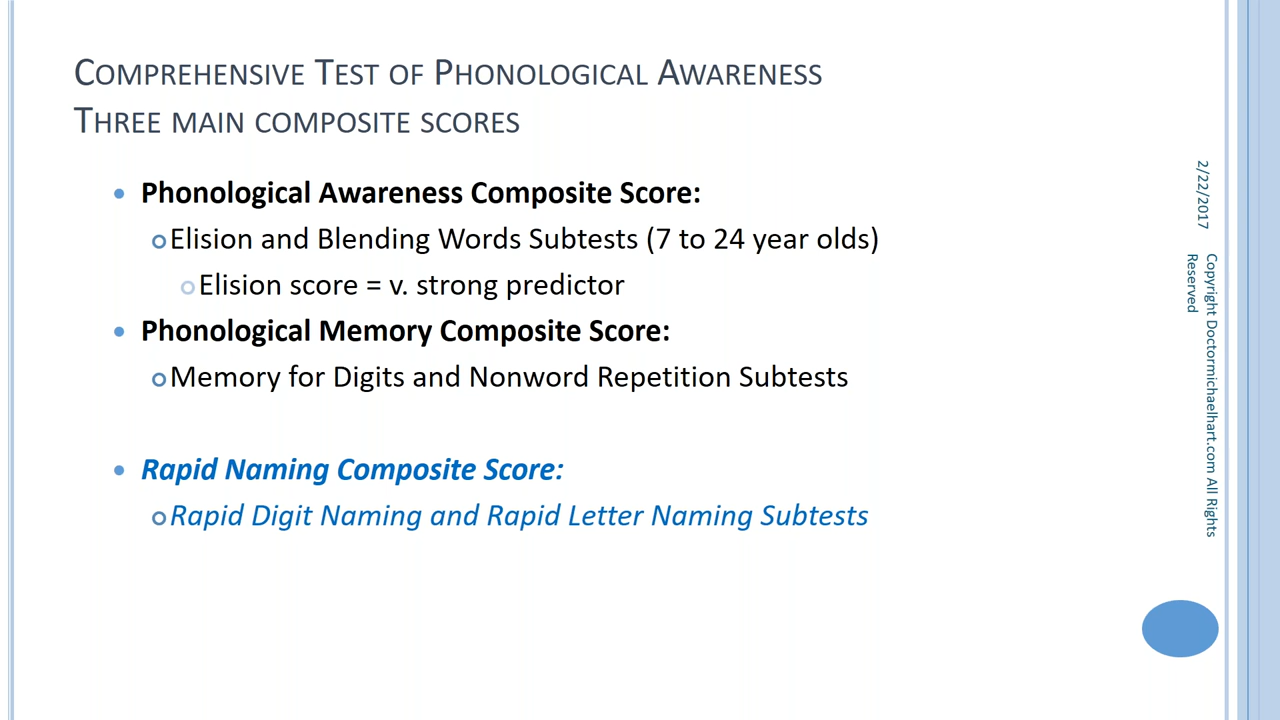 Comprehensive Test of Phonological Awareness
Three main composite scores
Phonological Awareness Composite Score:
Elision and Blending Words Subtests (7 to 24 year olds)
Elision score = v. strong predictor
Phonological Memory Composite Score:
Memory for Digits and Nonword Repetition Subtests
Rapid Naming Composite Score:
Rapid Digit Naming and Rapid Letter Naming Subtests
2/22/2017
Copyright Doctormichaelhart.com All Rights
Reserved